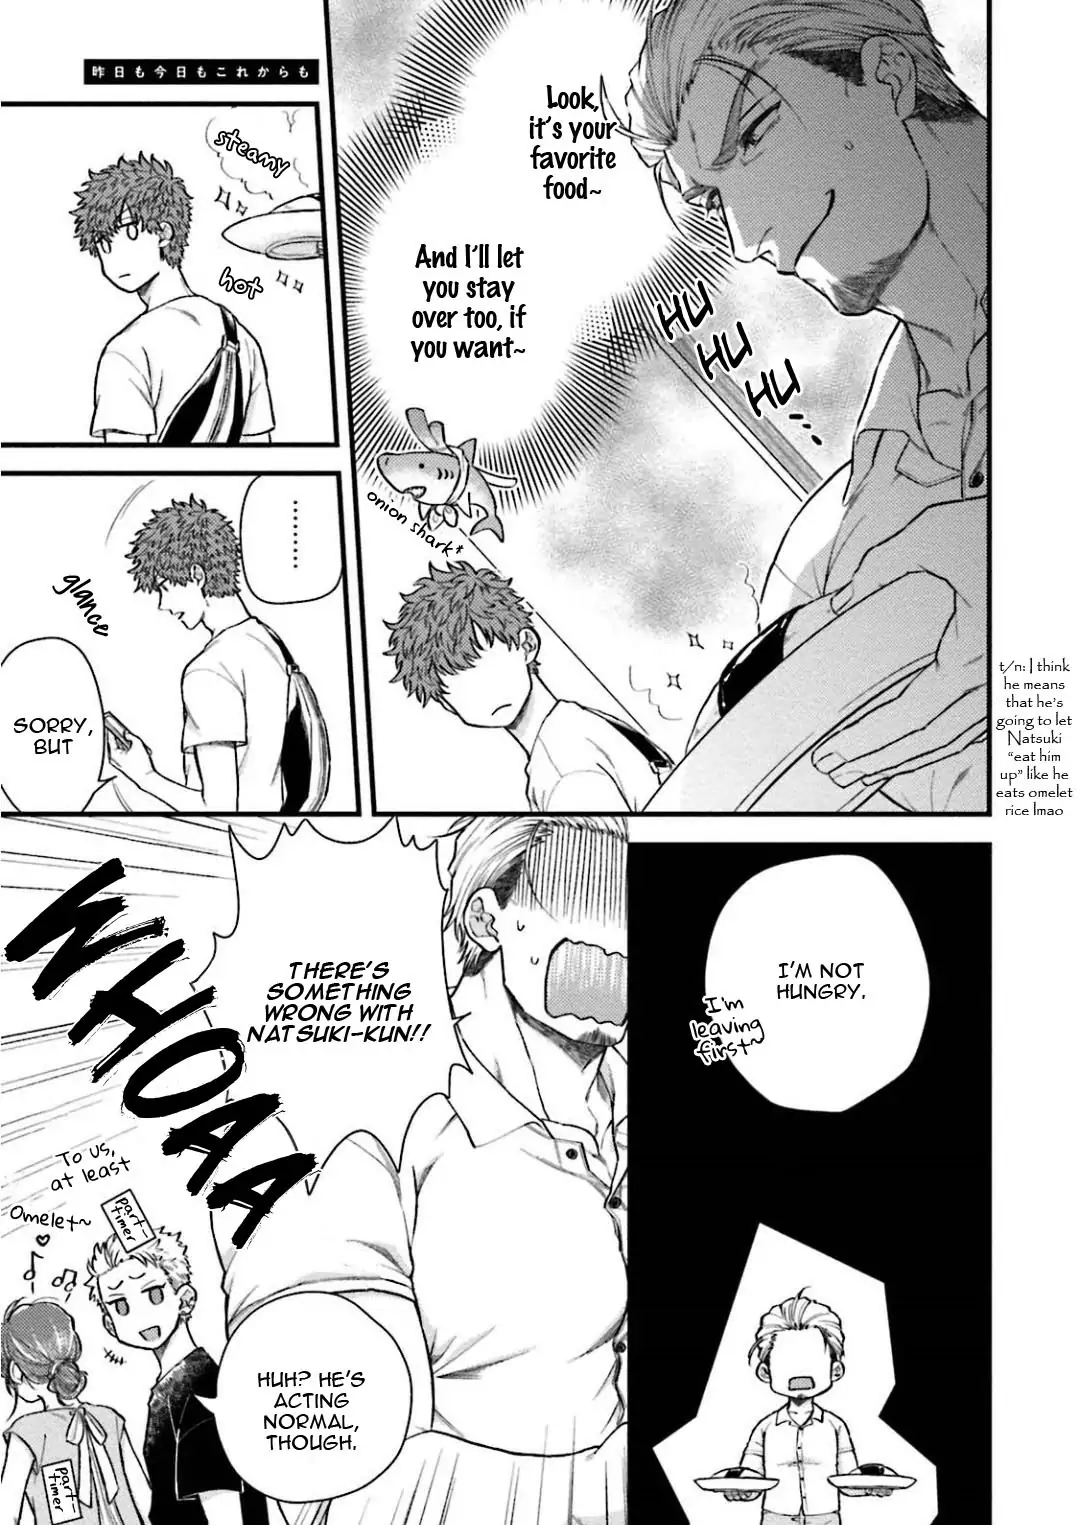 昨日も今日もこれからも
Look,
it's your
favorite
food~
And I'll let
you stay
over too, if
you want~
HU
HU
HU...
onion shark*
t/n: I think
he means
that he's
going to let
Natsuki
"eat him
up" like he
eats omelet
rice lmao
steamy
hot
........
glance
SORRY,
BUT
I'M NOT
HUNGRY.
I'm
leaving
first~
THERE'S
SOMETHING
WRONG WITH
NATSUKI-KUN!!
WHOAA
To us,
at least
Omelet~
part-
timer
part-
timer
HUH? HE'S
ACTING
NORMAL,
THOUGH.